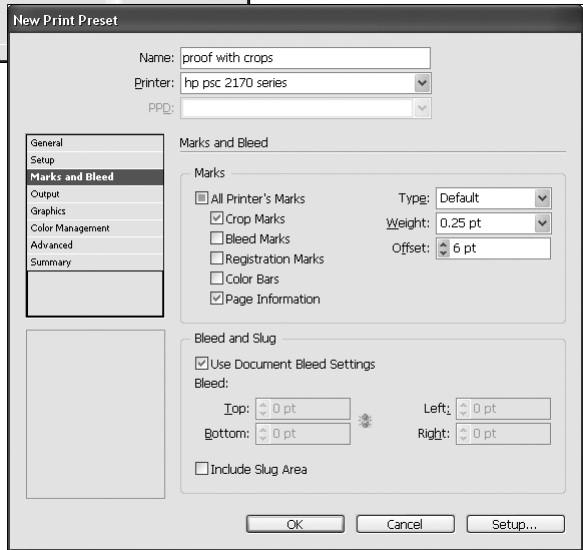 New Print Preset
Name: proof with crops
Printer: hp psc 2170 series
PPD:
General
Setup
Marks and Bleed
Output
Graphics
Color Management
Advanced
Summary
Marks and Bleed
Marks
All Printer's Marks
Crop Marks
Bleed Marks
Registration Marks
Color Bars
Page Information
Type: Default
Weight: 0.25 pt
Offset: 6 pt
Bleed and Slug
Use Document Bleed Settings
Bleed:
Top: 0 pt Left: 0 pt
Bottom: 0 pt Right: 0 pt
Include Slug Area
OK Cancel Setup...